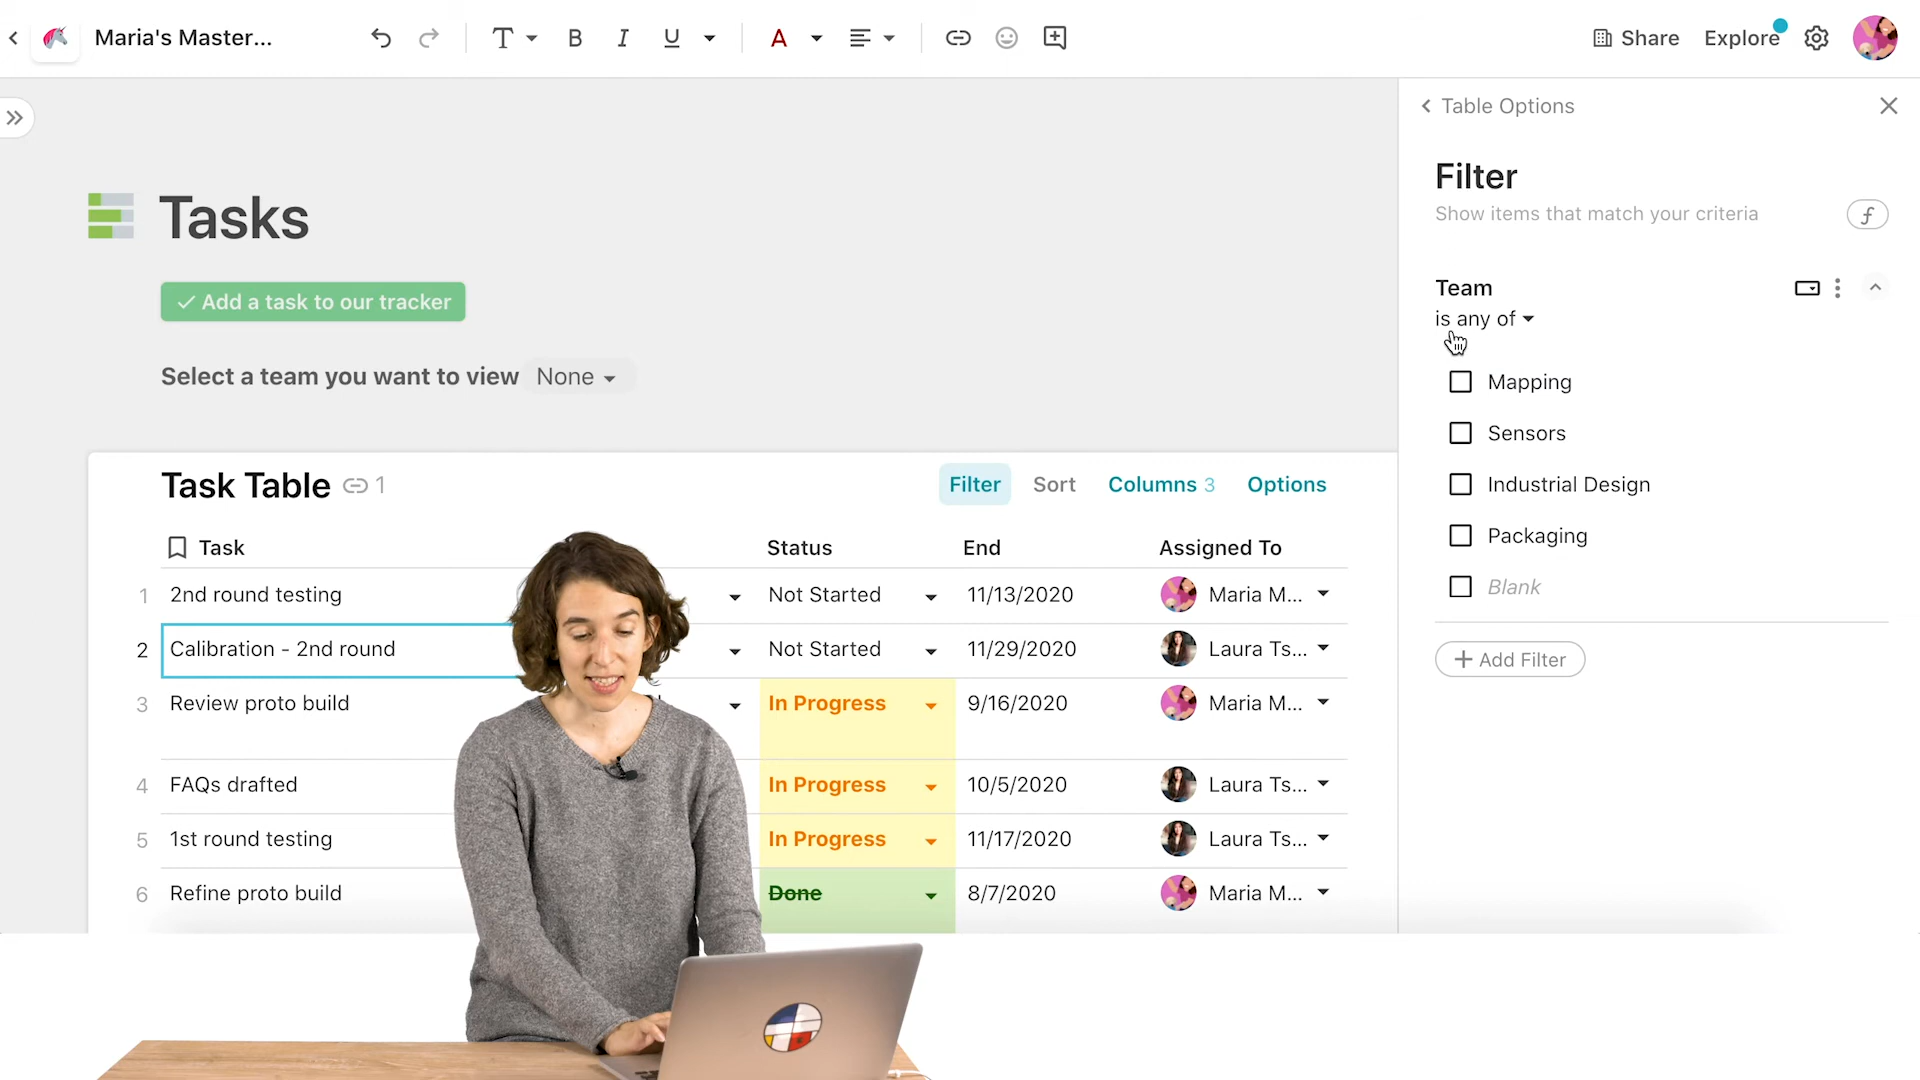 Maria's Master...
T B I U A
Share Explore
Table Options
Filter
Show items that match your criteria
f
Team
is any of
Mapping
Sensors
Industrial Design
Packaging
Blank
+ Add Filter
Tasks
✓ Add a task to our tracker
Select a team you want to view None
Task Table 1
Filter Sort Columns 3 Options
Task Status End Assigned To
1 2nd round testing Not Started 11/13/2020 Maria M...
2 Calibration - 2nd round Not Started 11/29/2020 Laura Ts...
3 Review proto build In Progress 9/16/2020 Maria M...
4 FAQs drafted In Progress 10/5/2020 Laura Ts...
5 1st round testing In Progress 11/17/2020 Laura Ts...
6 Refine proto build Done 8/7/2020 Maria M...